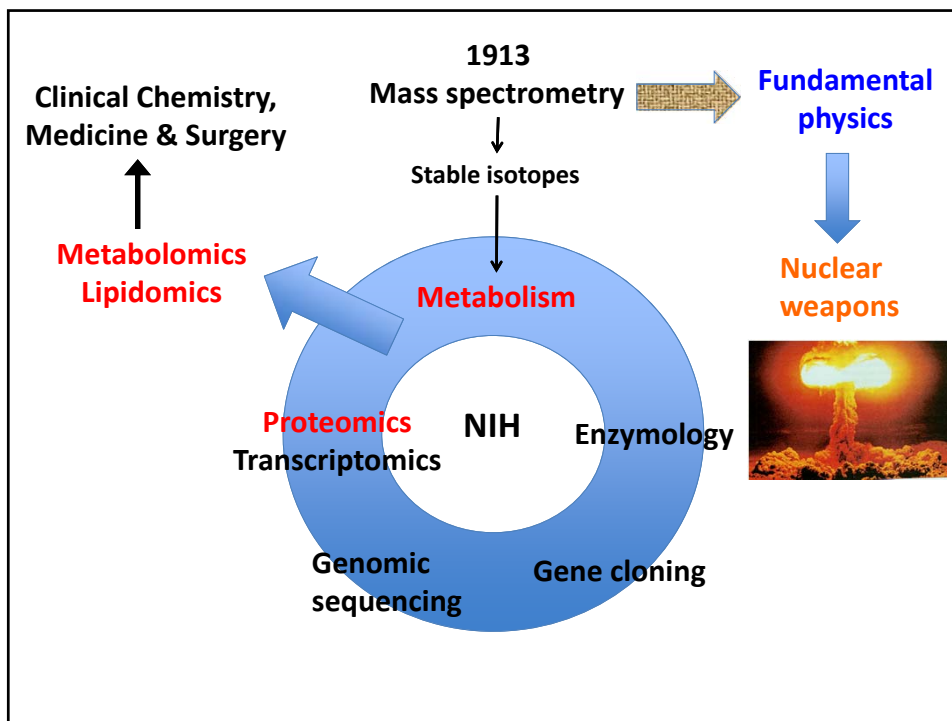 1913
Mass spectrometry
Clinical Chemistry,
Medicine & Surgery
Fundamental
physics
Stable isotopes
Metabolomics
Lipidomics
Metabolism
Nuclear
weapons
Proteomics
Transcriptomics
NIH
Enzymology
Genomic
sequencing
Gene cloning